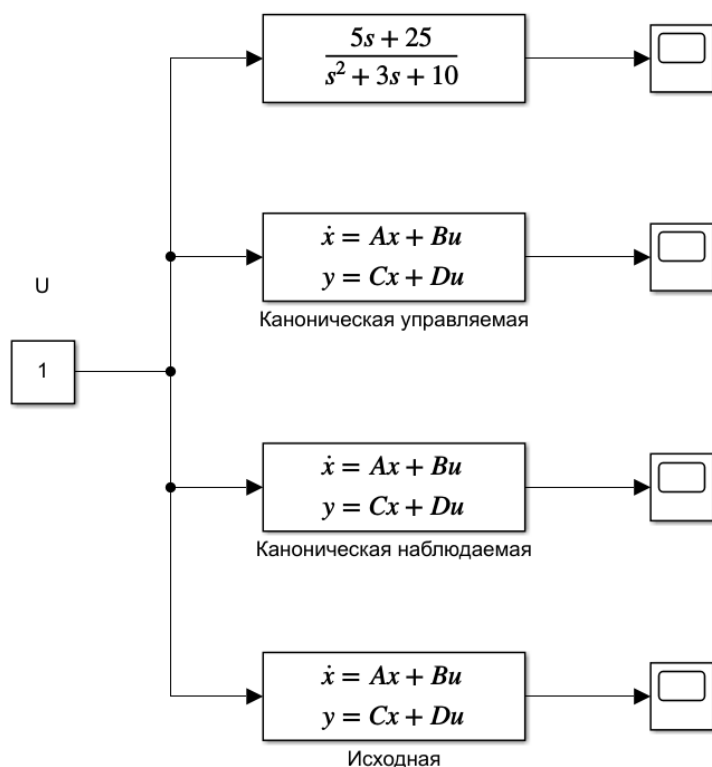 5s + 25
s² + 3s + 10
ẋ = Ax + Bu
y = Cx + Du
Каноническая управляемая
U
1
ẋ = Ax + Bu
y = Cx + Du
Каноническая наблюдаемая
ẋ = Ax + Bu
y = Cx + Du
Исходная